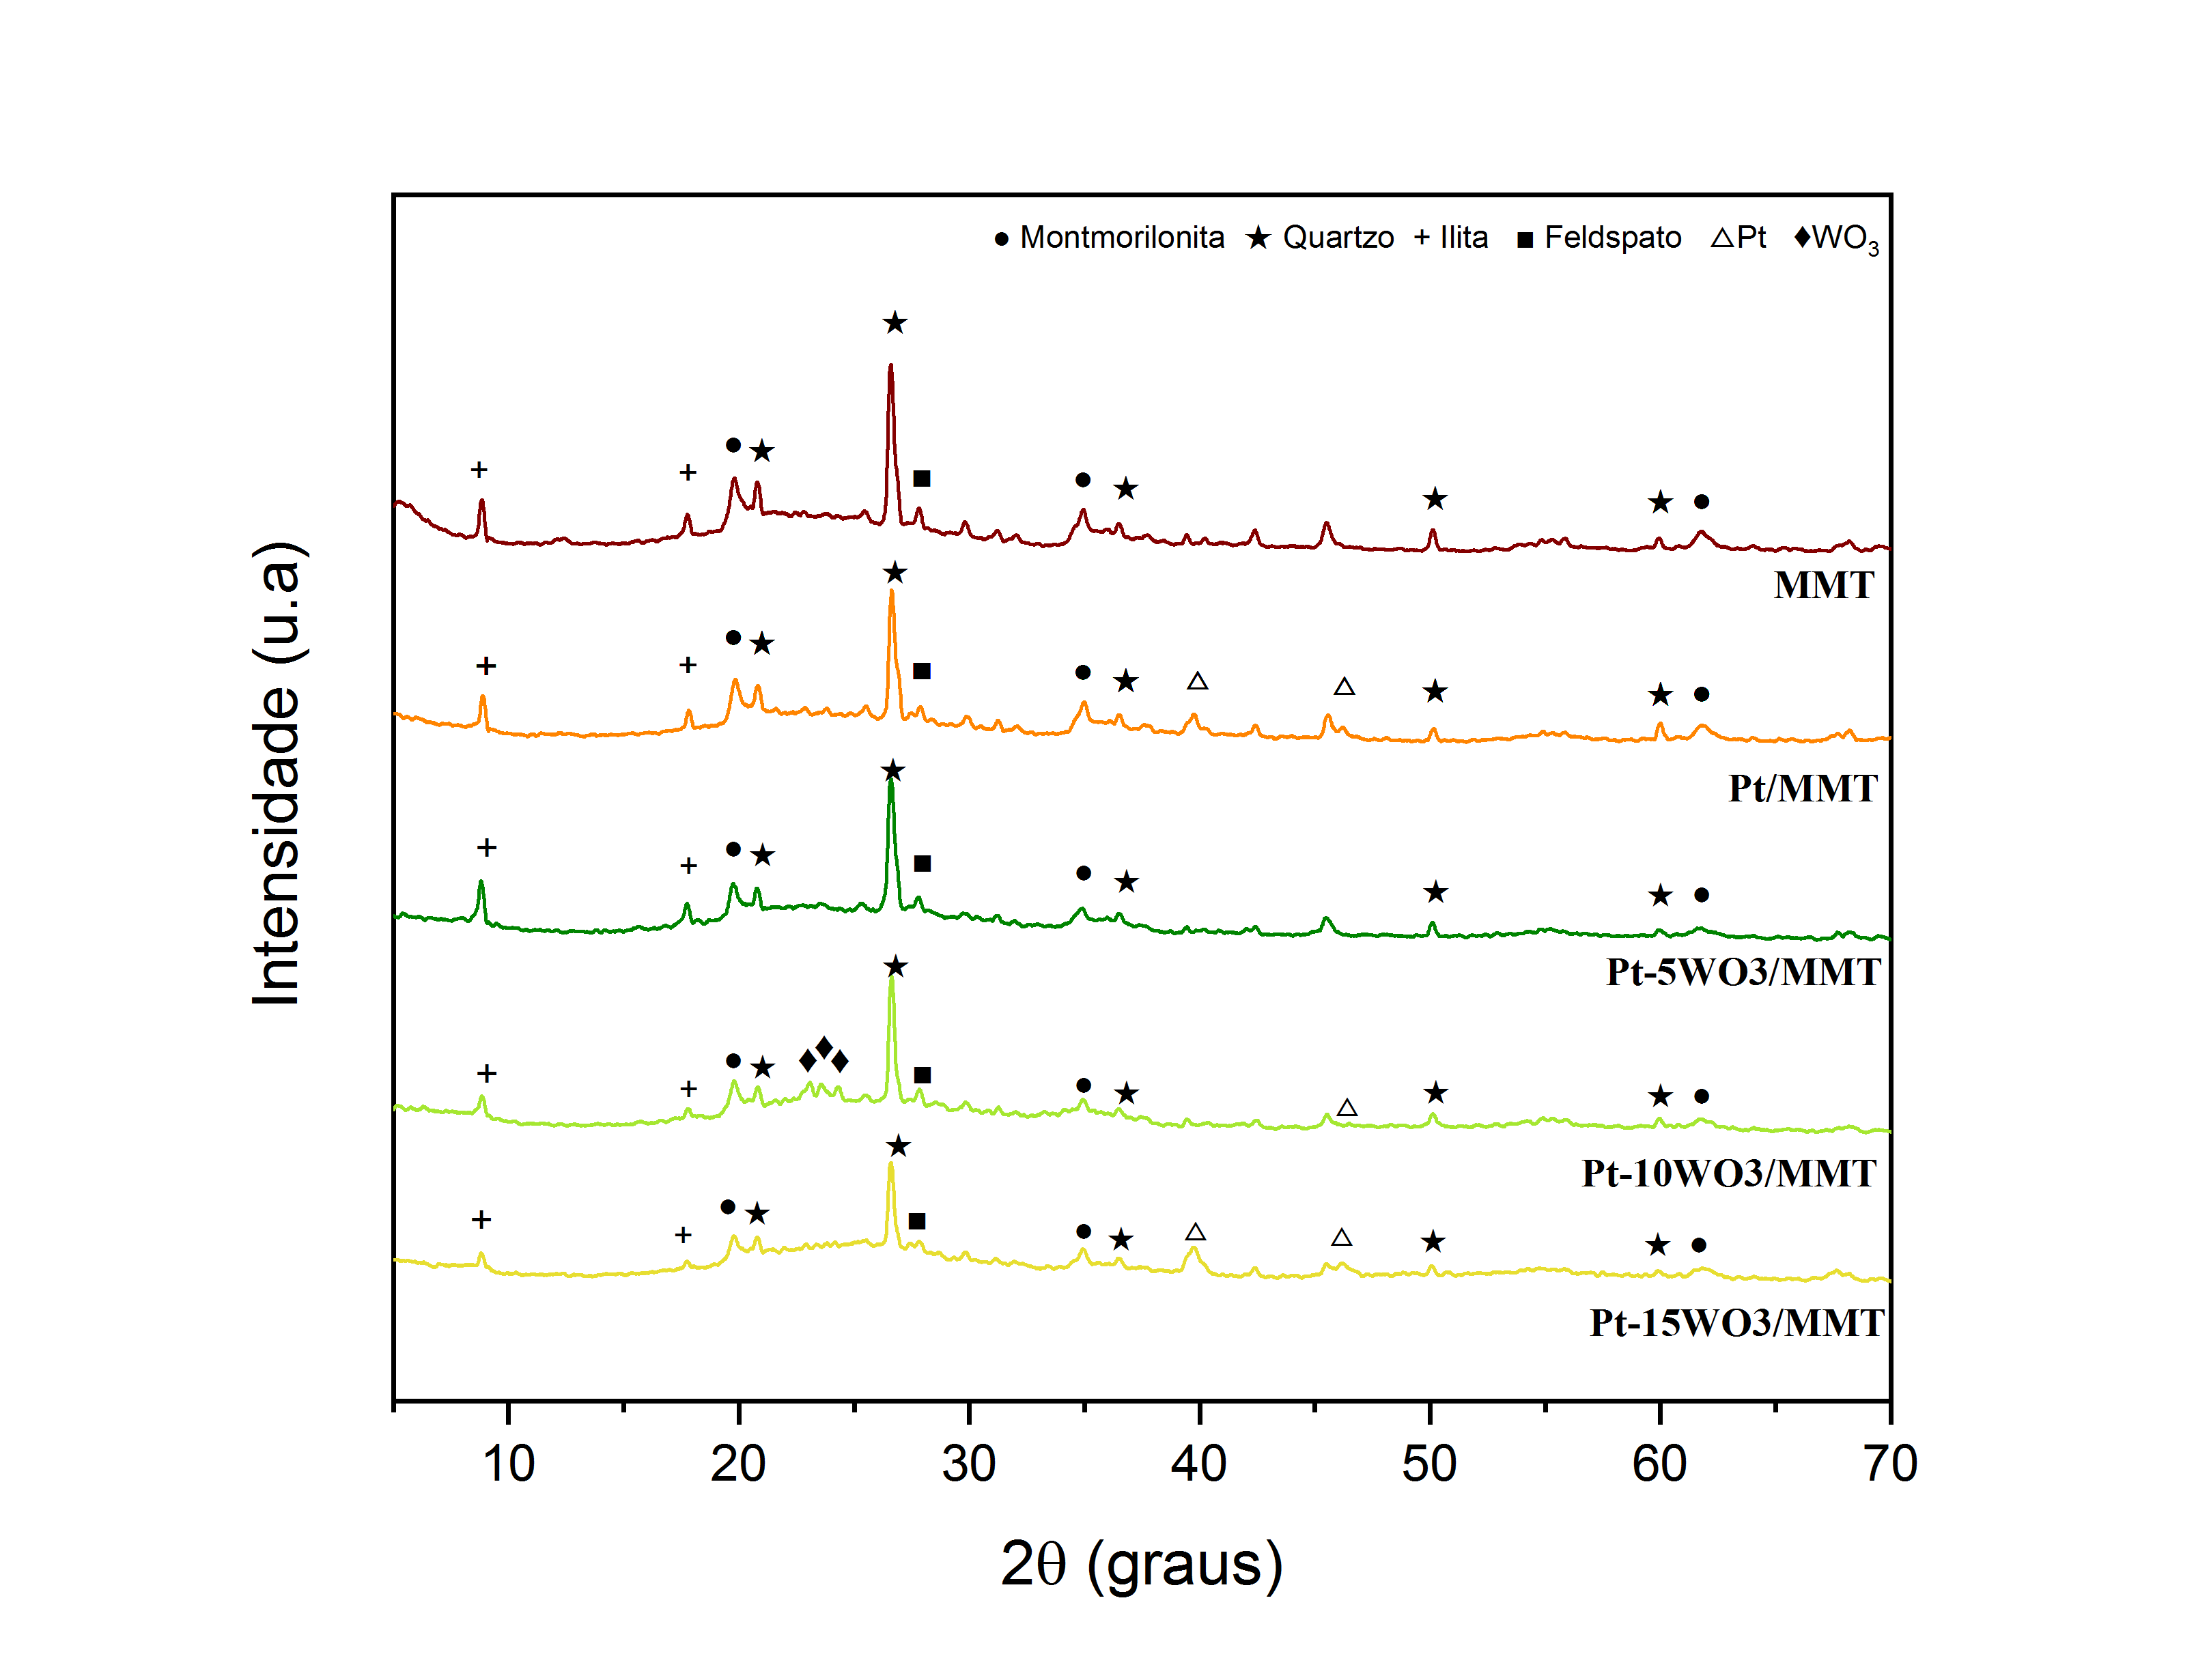 ● Montmorilonita ★ Quartzo + Ilita ■ Feldspato △Pt ♦WO3
Intensidade (u.a)
MMT
Pt/MMT
Pt-5WO3/MMT
Pt-10WO3/MMT
Pt-15WO3/MMT
10 20 30 40 50 60 70
2θ (graus)